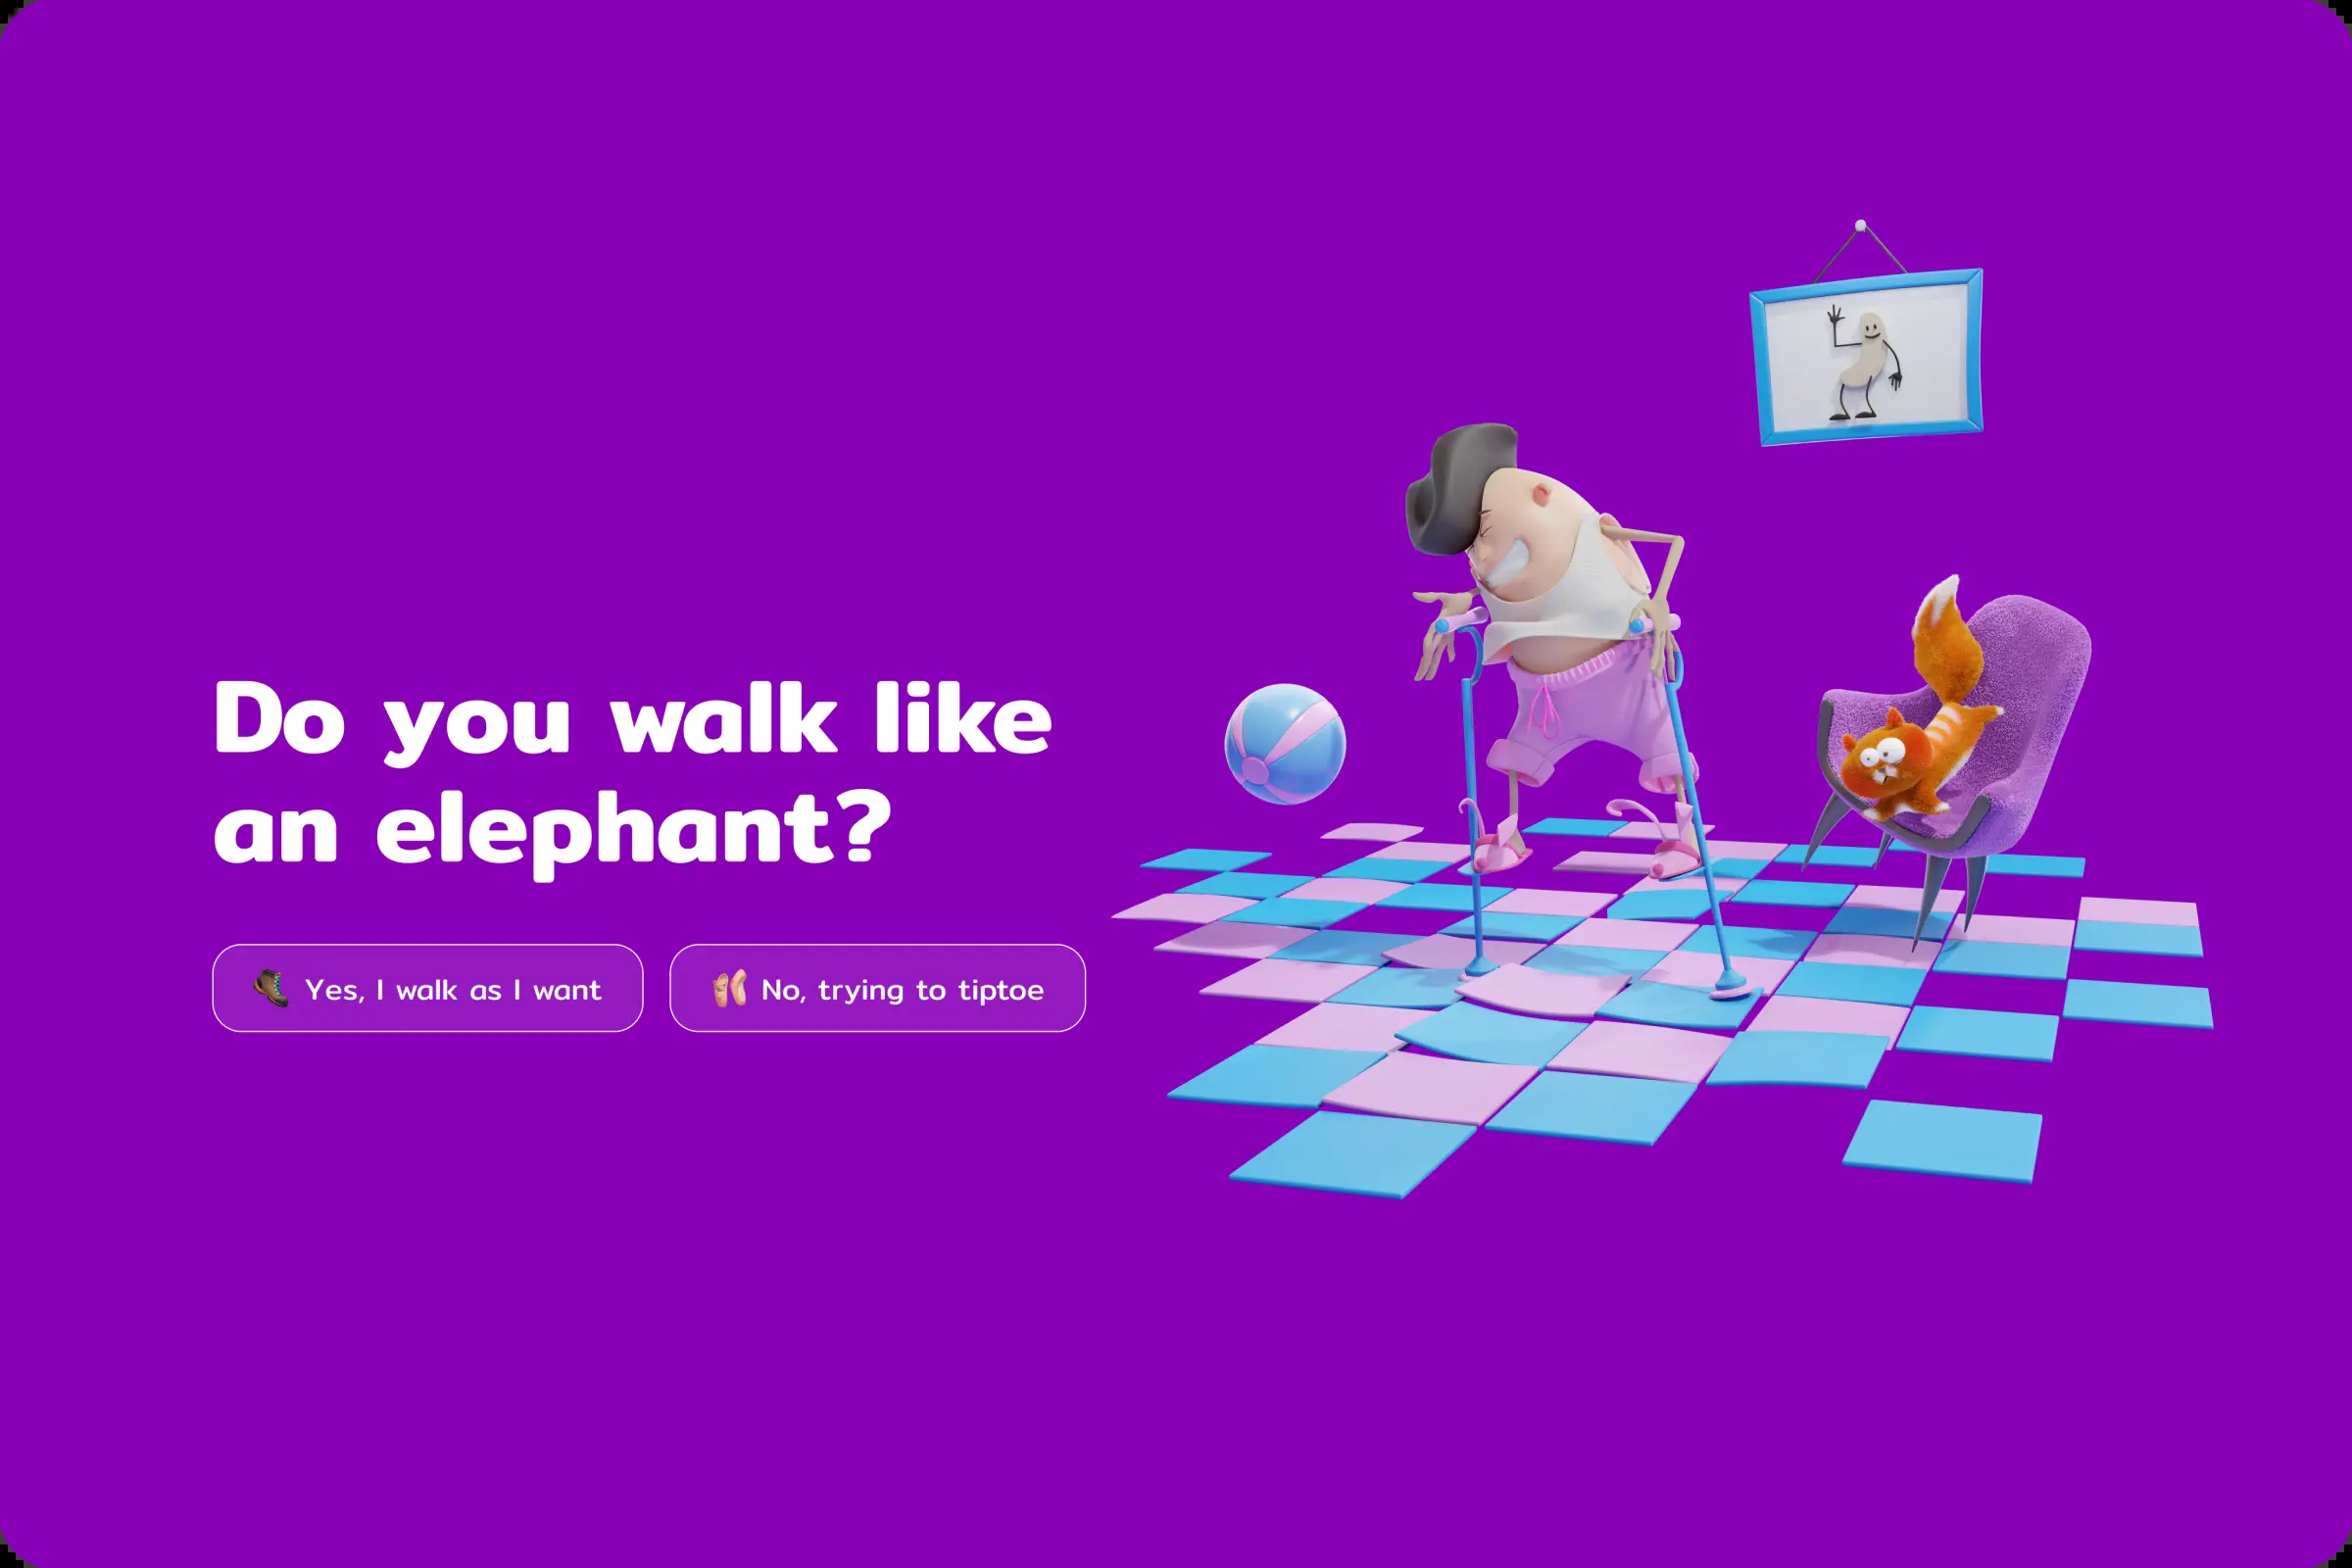 Do you walk like
an elephant?
Yes, I walk as I want
No, trying to tiptoe